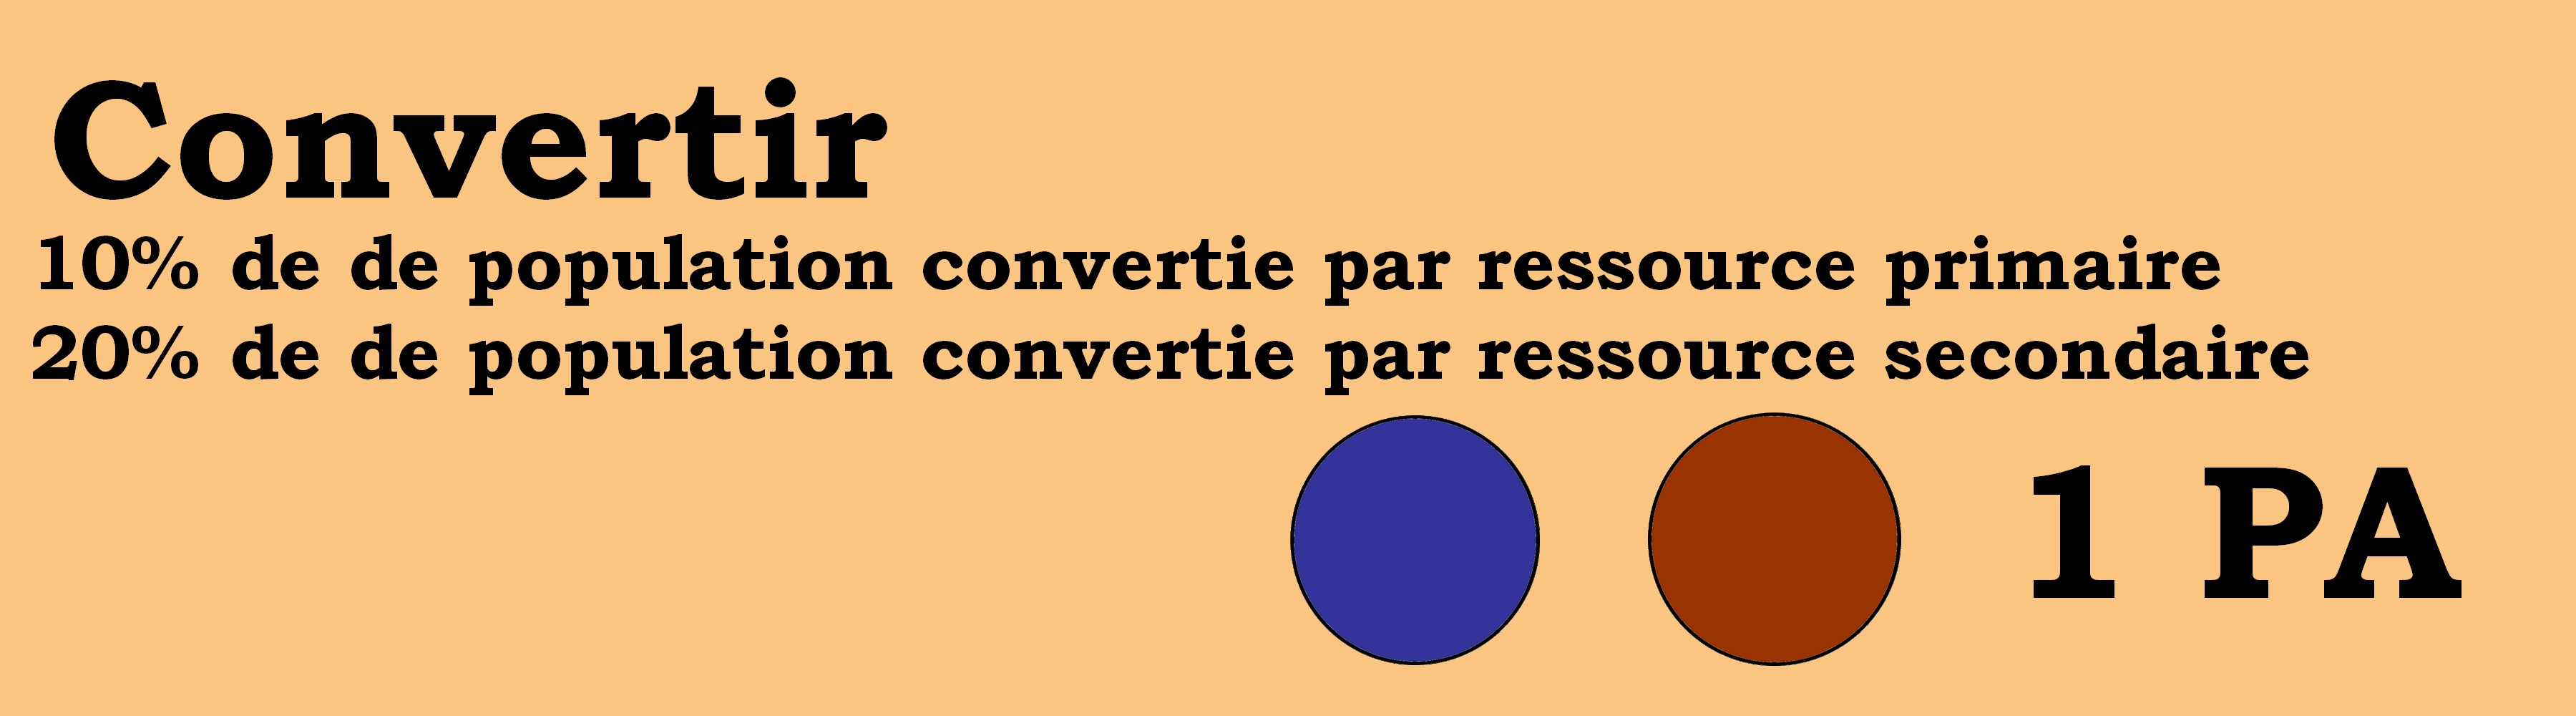 Convertir
10% de de population convertie par ressource primaire
20% de de population convertie par ressource secondaire
1 PA